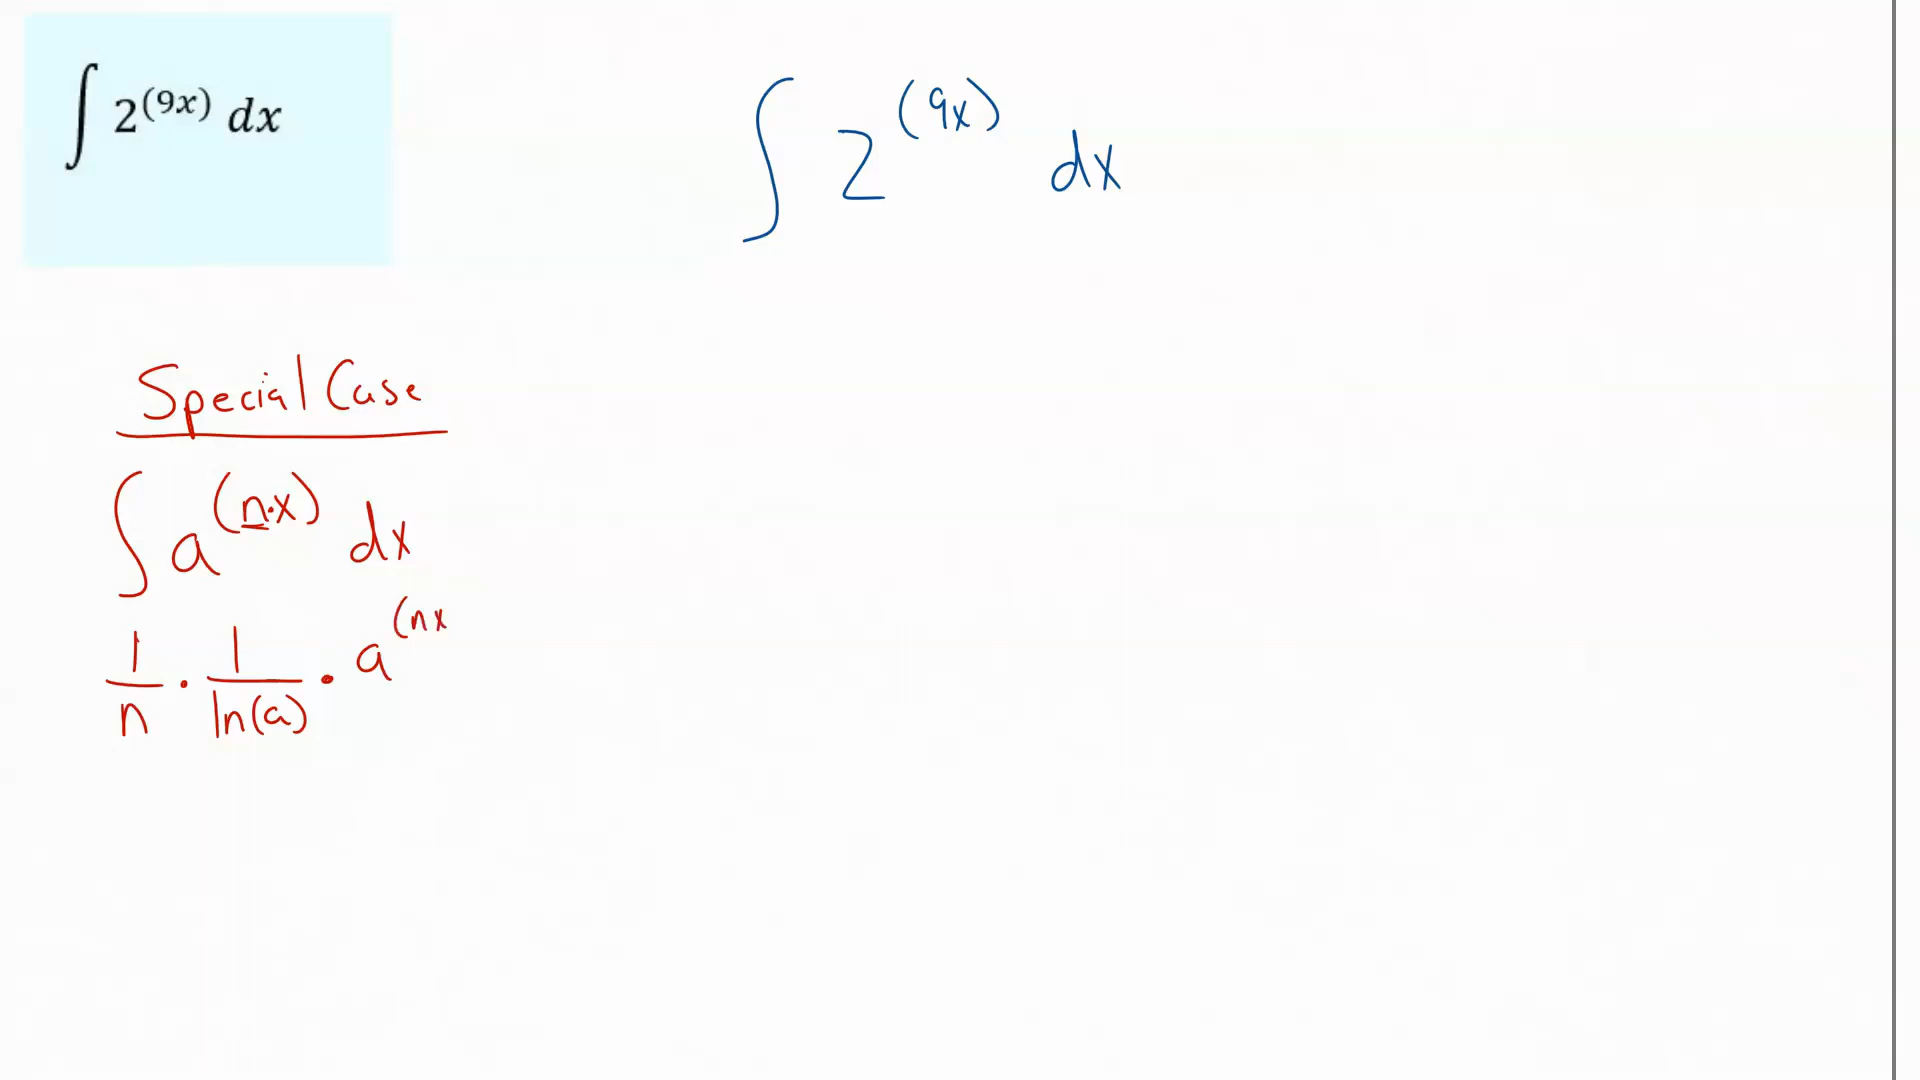 ∫ 2^(9x) dx
∫ 2^(9x) dx
Special Case
∫ a^(n·x) dx
1/n · 1/ln(a) · a^(nx